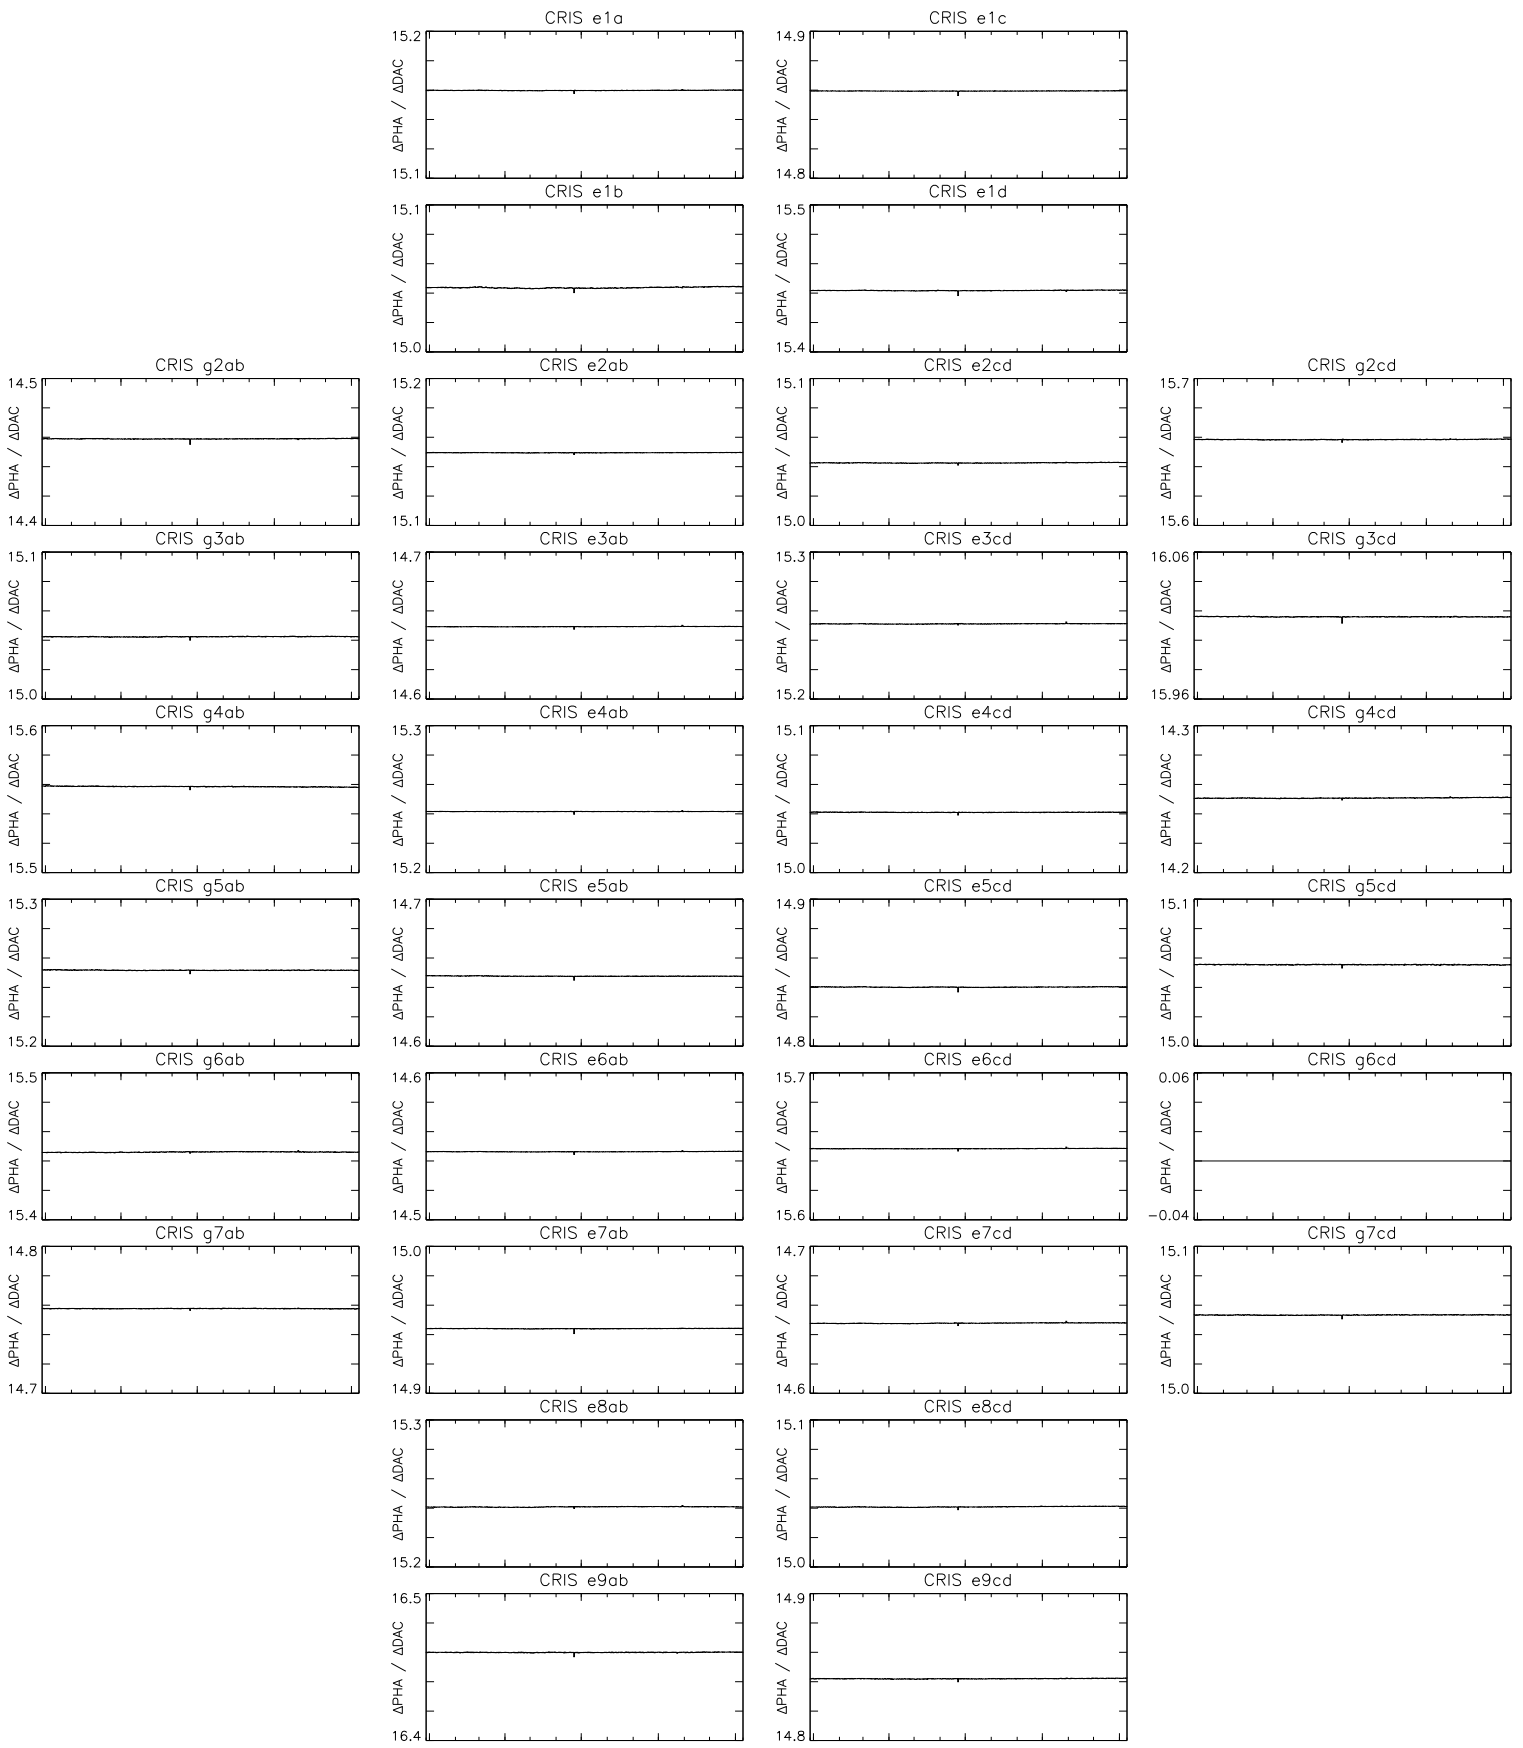 CRIS e1a CRIS e1c
15.2 14.9
ΔPHA / ΔDAC ΔPHA / ΔDAC
15.1 14.8
CRIS e1b CRIS e1d
15.1 15.5
ΔPHA / ΔDAC ΔPHA / ΔDAC
15.0 15.4
CRIS g2ab CRIS e2ab CRIS e2cd CRIS g2cd
14.5 15.2 15.1 15.7
ΔPHA / ΔDAC ΔPHA / ΔDAC ΔPHA / ΔDAC ΔPHA / ΔDAC
14.4 15.1 15.0 15.6
CRIS g3ab CRIS e3ab CRIS e3cd CRIS g3cd
15.1 14.7 15.3 16.06
ΔPHA / ΔDAC ΔPHA / ΔDAC ΔPHA / ΔDAC ΔPHA / ΔDAC
15.0 14.6 15.2 15.96
CRIS g4ab CRIS e4ab CRIS e4cd CRIS g4cd
15.6 15.3 15.1 14.3
ΔPHA / ΔDAC ΔPHA / ΔDAC ΔPHA / ΔDAC ΔPHA / ΔDAC
15.5 15.2 15.0 14.2
CRIS g5ab CRIS e5ab CRIS e5cd CRIS g5cd
15.3 14.7 14.9 15.1
ΔPHA / ΔDAC ΔPHA / ΔDAC ΔPHA / ΔDAC ΔPHA / ΔDAC
15.2 14.6 14.8 15.0
CRIS g6ab CRIS e6ab CRIS e6cd CRIS g6cd
15.5 14.6 15.7 0.06
ΔPHA / ΔDAC ΔPHA / ΔDAC ΔPHA / ΔDAC ΔPHA / ΔDAC
15.4 14.5 15.6 −0.04
CRIS g7ab CRIS e7ab CRIS e7cd CRIS g7cd
14.8 15.0 14.7 15.1
ΔPHA / ΔDAC ΔPHA / ΔDAC ΔPHA / ΔDAC ΔPHA / ΔDAC
14.7 14.9 14.6 15.0
CRIS e8ab CRIS e8cd
15.3 15.1
ΔPHA / ΔDAC ΔPHA / ΔDAC
15.2 15.0
CRIS e9ab CRIS e9cd
16.5 14.9
ΔPHA / ΔDAC ΔPHA / ΔDAC
16.4 14.8